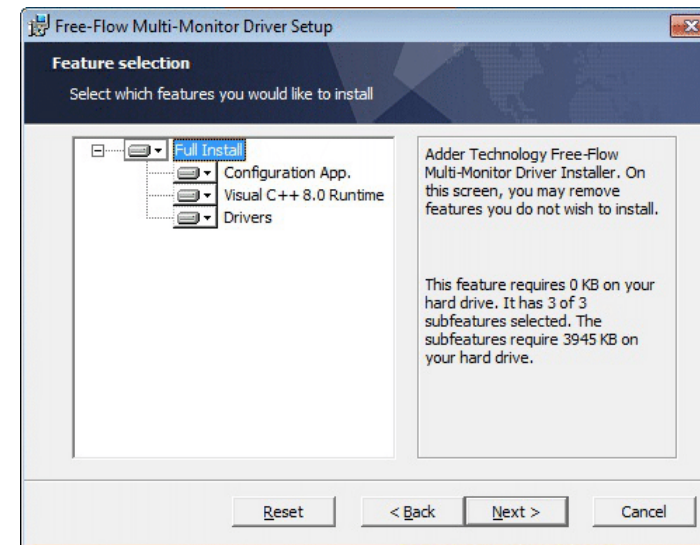 Free-Flow Multi-Monitor Driver Setup
Feature selection
Select which features you would like to install
Full Install
Configuration App.
Visual C++ 8.0 Runtime
Drivers
Adder Technology Free-Flow
Multi-Monitor Driver Installer. On
this screen, you may remove
features you do not wish to install.
This feature requires 0 KB on your
hard drive. It has 3 of 3
subfeatures selected. The
subfeatures require 3945 KB on
your hard drive.
Reset
< Back
Next >
Cancel